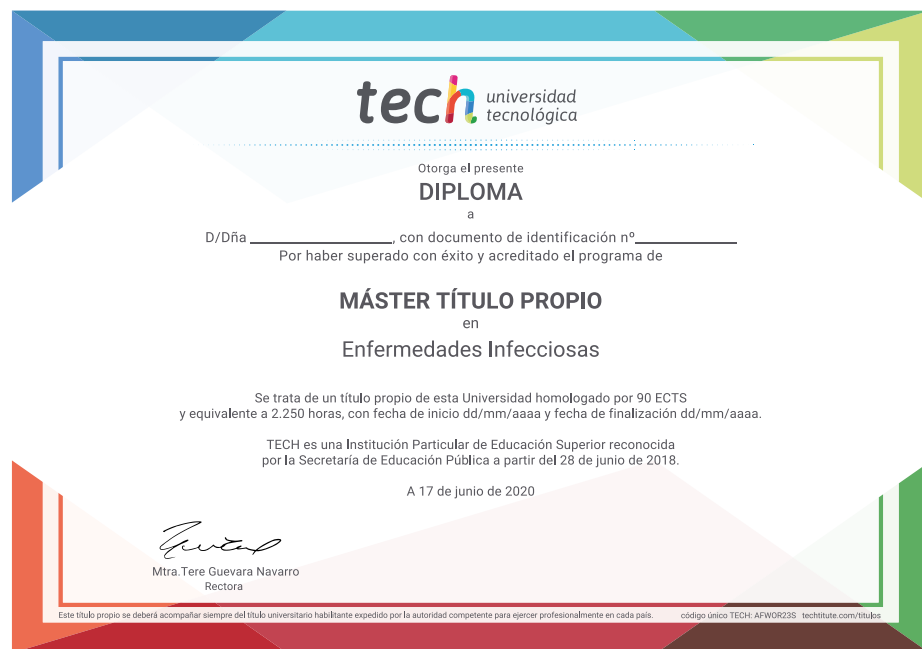 tech universidad
tecnológica
Otorga el presente
DIPLOMA
a
D/Dña ____________________, con documento de identificación nº______________
Por haber superado con éxito y acreditado el programa de
MÁSTER TÍTULO PROPIO
en
Enfermedades Infecciosas
Se trata de un título propio de esta Universidad homologado por 90 ECTS
y equivalente a 2.250 horas, con fecha de inicio dd/mm/aaaa y fecha de finalización dd/mm/aaaa.
TECH es una Institución Particular de Educación Superior reconocida
por la Secretaría de Educación Pública a partir del 28 de junio de 2018.
A 17 de junio de 2020
Mtra.Tere Guevara Navarro
Rectora
Este título propio se deberá acompañar siempre del título universitario habilitante expedido por la autoridad competente para ejercer profesionalmente en cada país. código único TECH: AFWOR23S techtitute.com/titulos